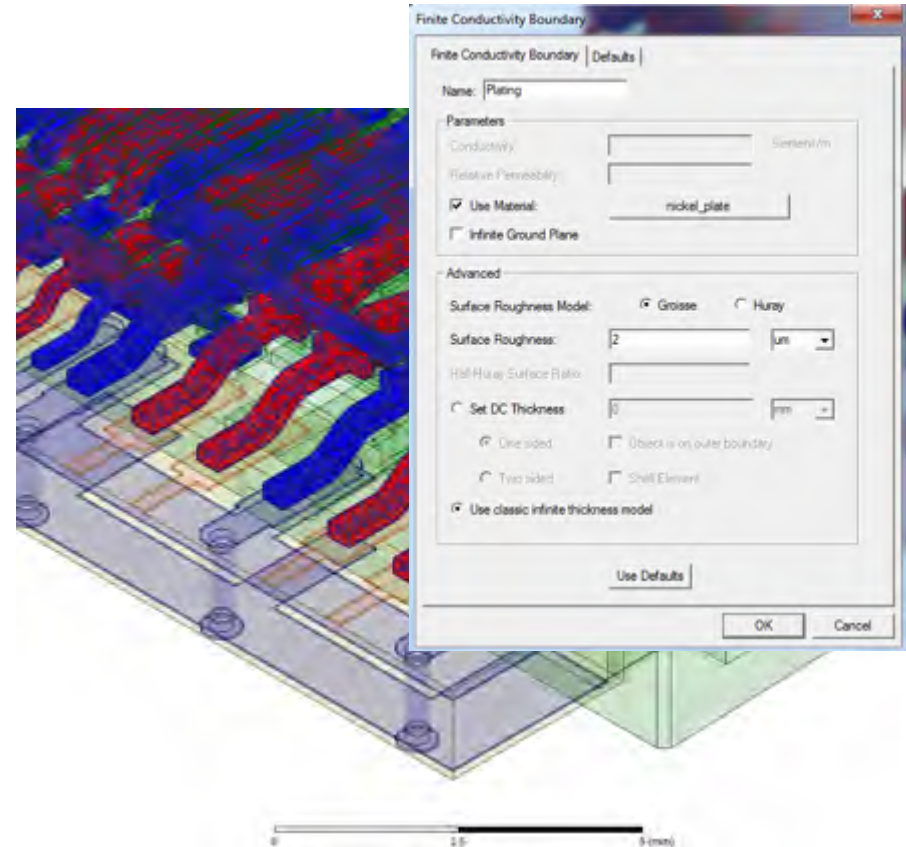 Finite Conductivity Boundary
X
Finite Conductivity Boundary Defaults
Name: Plating
Parameters
Conductivity: Siemens/m
Relative Permeability:
Use Material: nickel_plate
Infinite Ground Plane
Advanced
Surface Roughness Model: Groisse Huray
Surface Roughness: 2 um
Hall-Huray Surface Ratio:
Set DC Thickness 0 mm
One sided Object is on outer boundary
Two sided Shell Element
Use classic infinite thickness model
Use Defaults
OK Cancel
0 2.5 5 (mm)